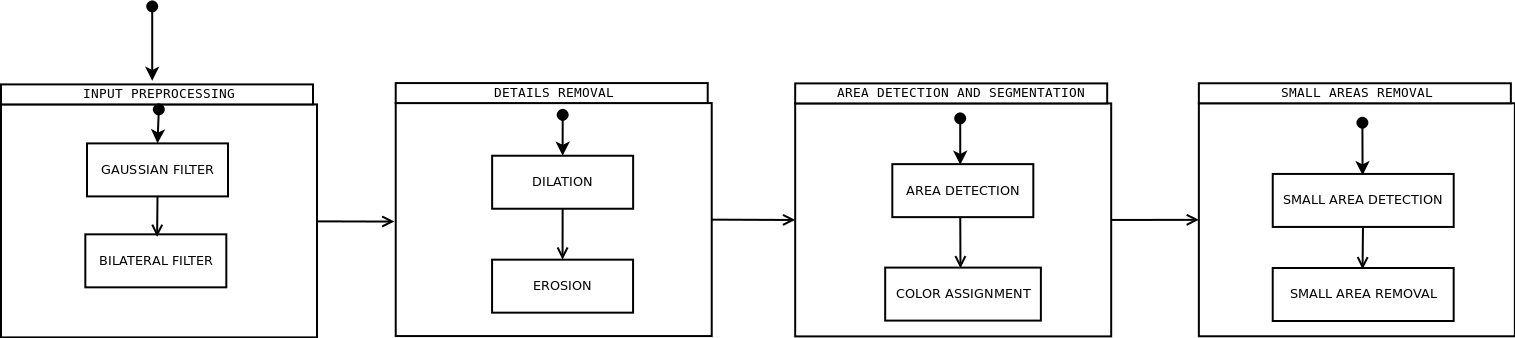 INPUT PREPROCESSING
GAUSSIAN FILTER
BILATERAL FILTER
DETAILS REMOVAL
DILATION
EROSION
AREA DETECTION AND SEGMENTATION
AREA DETECTION
COLOR ASSIGNMENT
SMALL AREAS REMOVAL
SMALL AREA DETECTION
SMALL AREA REMOVAL